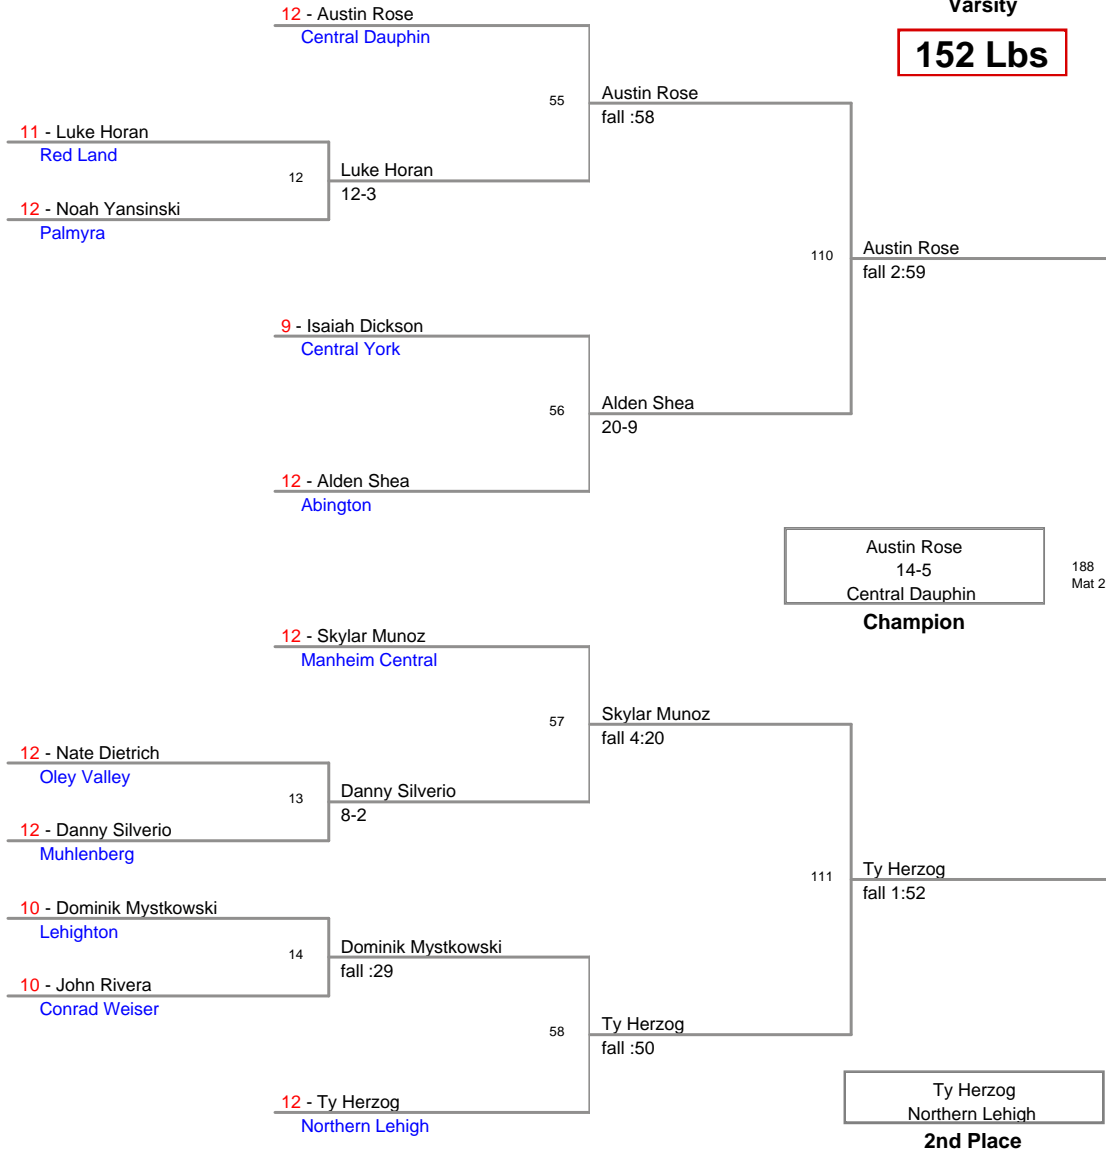 Varsity
152 Lbs
12 - Austin Rose
Central Dauphin
55
Austin Rose
fall :58
11 - Luke Horan
Red Land
12
Luke Horan
12-3
12 - Noah Yansinski
Palmyra
110
Austin Rose
fall 2:59
9 - Isaiah Dickson
Central York
56
Alden Shea
20-9
12 - Alden Shea
Abington
Austin Rose
14-5
Central Dauphin
188
Mat 2
Champion
12 - Skylar Munoz
Manheim Central
57
Skylar Munoz
fall 4:20
12 - Nate Dietrich
Oley Valley
13
Danny Silverio
8-2
12 - Danny Silverio
Muhlenberg
111
Ty Herzog
fall 1:52
10 - Dominik Mystkowski
Lehighton
14
Dominik Mystkowski
fall :29
10 - John Rivera
Conrad Weiser
58
Ty Herzog
fall :50
12 - Ty Herzog
Northern Lehigh
Ty Herzog
Northern Lehigh
2nd Place